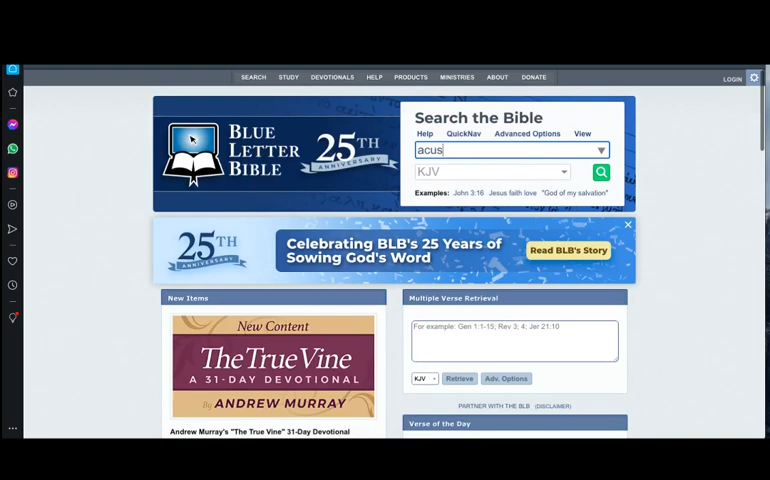 SEARCH STUDY DEVOTIONALS HELP PRODUCTS MINISTRIES ABOUT DONATE
LOGIN
BLUE
LETTER
BIBLE
25TH
ANNIVERSARY
Search the Bible
Help QuickNav Advanced Options View
acus
KJV
Examples: John 3:16 Jesus faith love "God of my salvation"
25TH
ANNIVERSARY
Celebrating BLB's 25 Years of
Sowing God's Word
Read BLB's Story
New Items
New Content
The True Vine
A 31-DAY DEVOTIONAL
By ANDREW MURRAY
Andrew Murray's "The True Vine" 31-Day Devotional
Multiple Verse Retrieval
For example: Gen 1:1-15; Rev 3; 4; Jer 21:10
KJV Retrieve Adv. Options
PARTNER WITH THE BLB (DISCLAIMER)
Verse of the Day